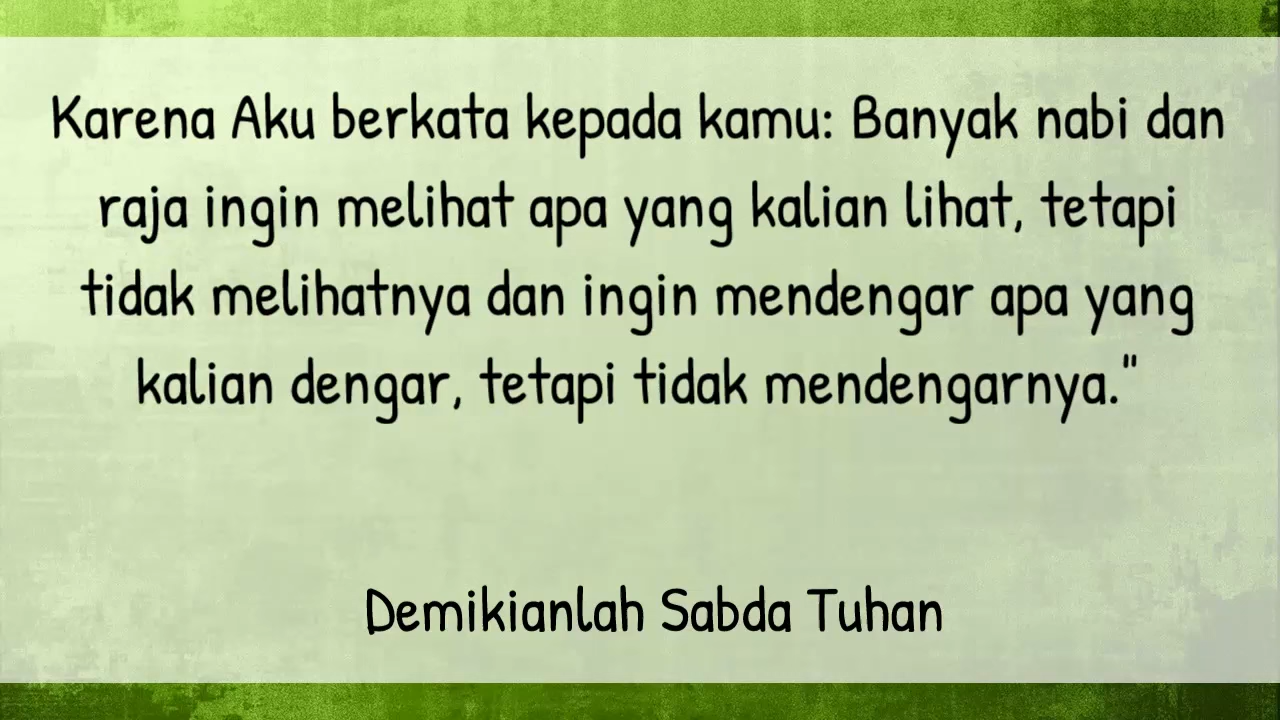 Karena Aku berkata kepada kamu: Banyak nabi dan
raja ingin melihat apa yang kalian lihat, tetapi
tidak melihatnya dan ingin mendengar apa yang
kalian dengar, tetapi tidak mendengarnya."
Demikianlah Sabda Tuhan